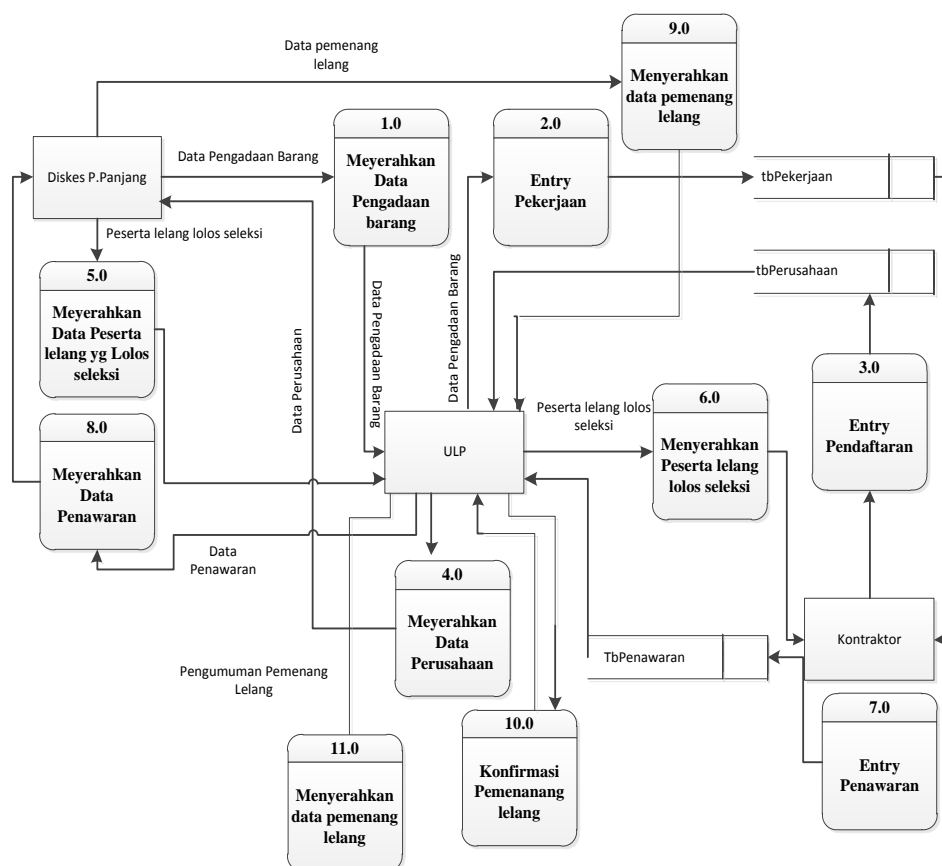 9.0
Menyerahkan
data pemenang
lelang
Data pemenang
lelang
1.0
Meyerahkan
Data
Pengadaan
barang
2.0
Entry
Pekerjaan
Diskes P.Panjang
Data Pengadaan Barang
tbPekerjaan
Peserta lelang lolos seleksi
tbPerusahaan
5.0
Meyerahkan
Data Peserta
lelang yg Lolos
seleksi
Data Perusahaan
Data Pengadaan Barang
Data Pengadaan Barang
3.0
Entry
Pendaftaran
8.0
Meyerahkan
Data
Penawaran
ULP
Peserta lelang lolos
seleksi
6.0
Menyerahkan
Peserta lelang
lolos seleksi
Data
Penawaran
4.0
Meyerahkan
Data
Perusahaan
TbPenawaran
Kontraktor
Pengumuman Pemenang
Lelang
7.0
Entry
Penawaran
10.0
Konfirmasi
Pemenanang
lelang
11.0
Menyerahkan
data pemenang
lelang